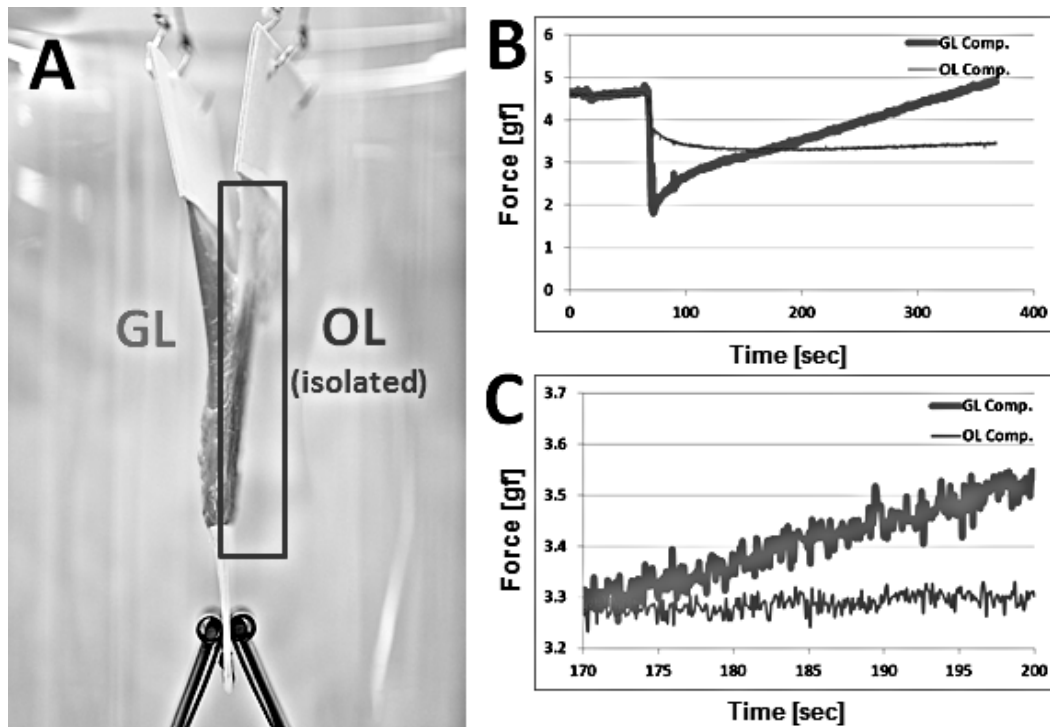 A
GL
OL
(isolated)
B
GL Comp.
OL Comp.
Force [gf]
6
5
4
3
2
1
0
0 100 200 300 400
Time [sec]
C
GL Comp.
OL Comp.
Force [gf]
3.7
3.6
3.5
3.4
3.3
3.2
170 175 180 185 190 195 200
Time [sec]